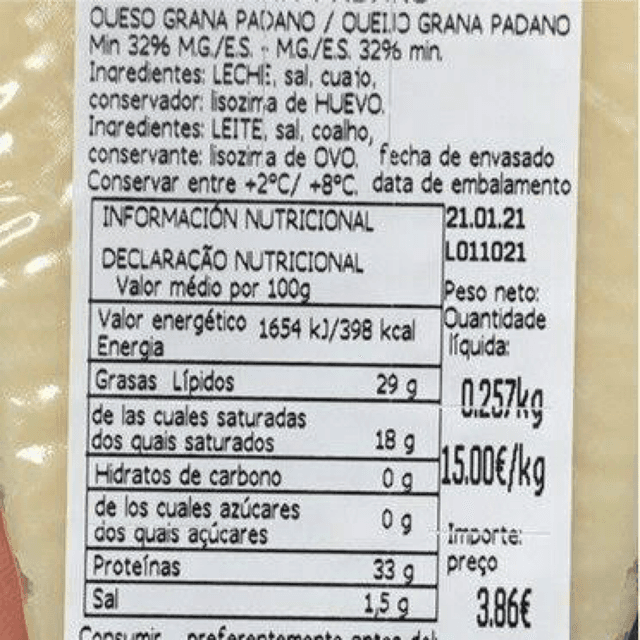 QUESO GRANA PADANO / QUEIJO GRANA PADANO
Min 32% M.G./E.S. - M.G./E.S. 32% min.
Ingredientes: LECHE, sal, cuajo,
conservador: lisozima de HUEVO.
Ingredientes: LEITE, sal, coalho,
conservante: lisozima de OVO. fecha de envasado
Conservar entre +2ºC/ +8ºC. data de embalamento
INFORMACIÓN NUTRICIONAL
21.01.21
L011021
DECLARAÇÃO NUTRICIONAL
Valor médio por 100g
Peso neto:
Quantidade
líquida:
0.257kg
15.00€/kg
Importe:
preço
3.86€
Valor energético 1654 kJ/398 kcal
Energia
Grasas Lípidos 29 g
de las cuales saturadas
dos quais saturados 18 g
Hidratos de carbono 0 g
de los cuales azúcares
dos quais açúcares 0 g
Proteínas 33 g
Sal 1,5 g
Consumir preferentemente antes del